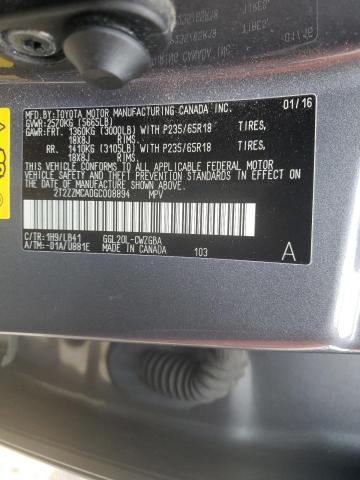 MFD.BY:TOYOTA MOTOR MANUFACTURING CANADA INC. 01/16
GVWR: 2570KG (5665LB)
GAWR:FRT. 1360KG (3000LB) WITH P235/65R18 TIRES,
18X8J RIMS,
RR. 1410KG (3105LB) WITH P235/65R18 TIRES,
18X8J RIMS,
THIS VEHICLE CONFORMS TO ALL APPLICABLE FEDERAL MOTOR VEHICLE SAFETY, BUMPER, AND THEFT PREVENTION STANDARDS IN EFFECT ON THE DATE OF MANUFACTURE SHOWN ABOVE.
2T2ZZMCA0GC008894 MPV
C/TR:1H9/LB41 GGL20L-CWZGBA
A/TM:-01A/U881E MADE IN CANADA 103 A